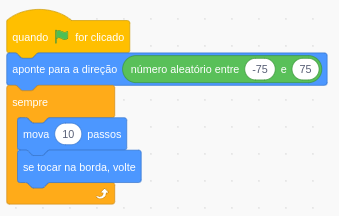 quando for clicado
aponte para a direção número aleatório entre -75 e 75
sempre
mova 10 passos
se tocar na borda, volte